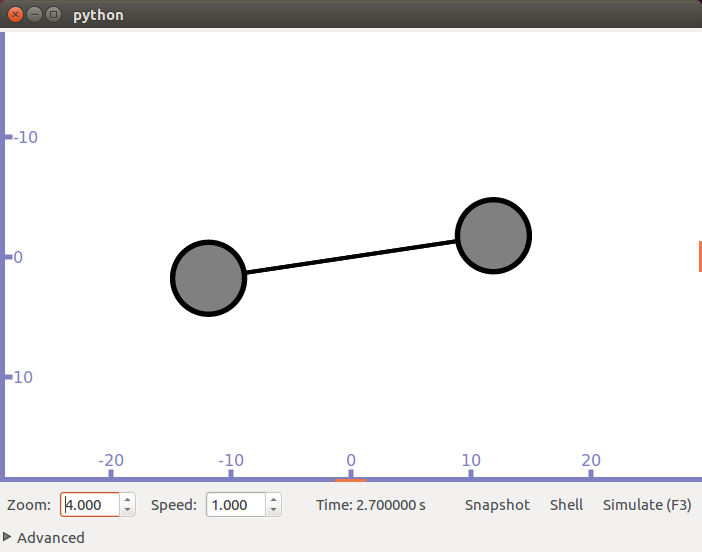 python
-10
0
10
-20 -10 0 10 20
Zoom: 4.000 Speed: 1.000 Time: 2.700000 s Snapshot Shell Simulate (F3)
Advanced